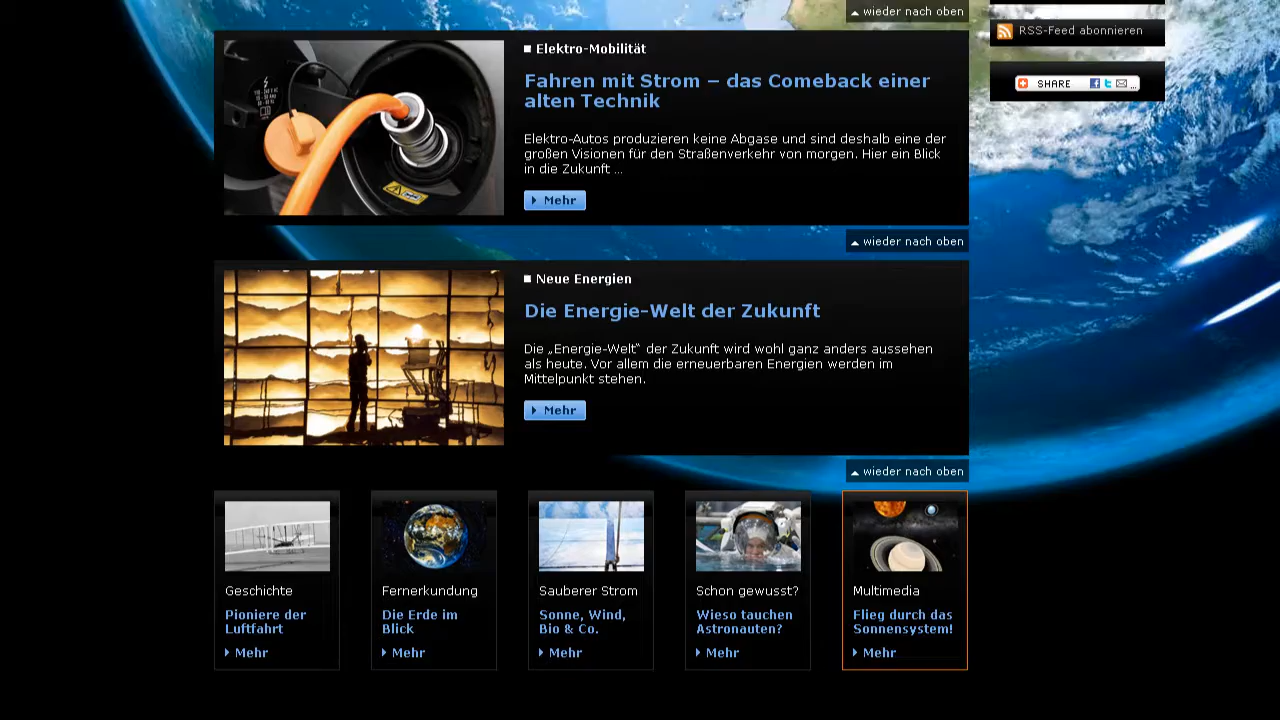 wieder nach oben
RSS-Feed abonnieren
SHARE
...
Elektro-Mobilität
Fahren mit Strom – das Comeback einer
alten Technik
Elektro-Autos produzieren keine Abgase und sind deshalb eine der
großen Visionen für den Straßenverkehr von morgen. Hier ein Blick
in die Zukunft ...
Mehr
wieder nach oben
Neue Energien
Die Energie-Welt der Zukunft
Die „Energie-Welt“ der Zukunft wird wohl ganz anders aussehen
als heute. Vor allem die erneuerbaren Energien werden im
Mittelpunkt stehen.
Mehr
wieder nach oben
Geschichte
Pioniere der
Luftfahrt
Mehr
Fernerkundung
Die Erde im
Blick
Mehr
Sauberer Strom
Sonne, Wind,
Bio & Co.
Mehr
Schon gewusst?
Wieso tauchen
Astronauten?
Mehr
Multimedia
Flieg durch das
Sonnensystem!
Mehr